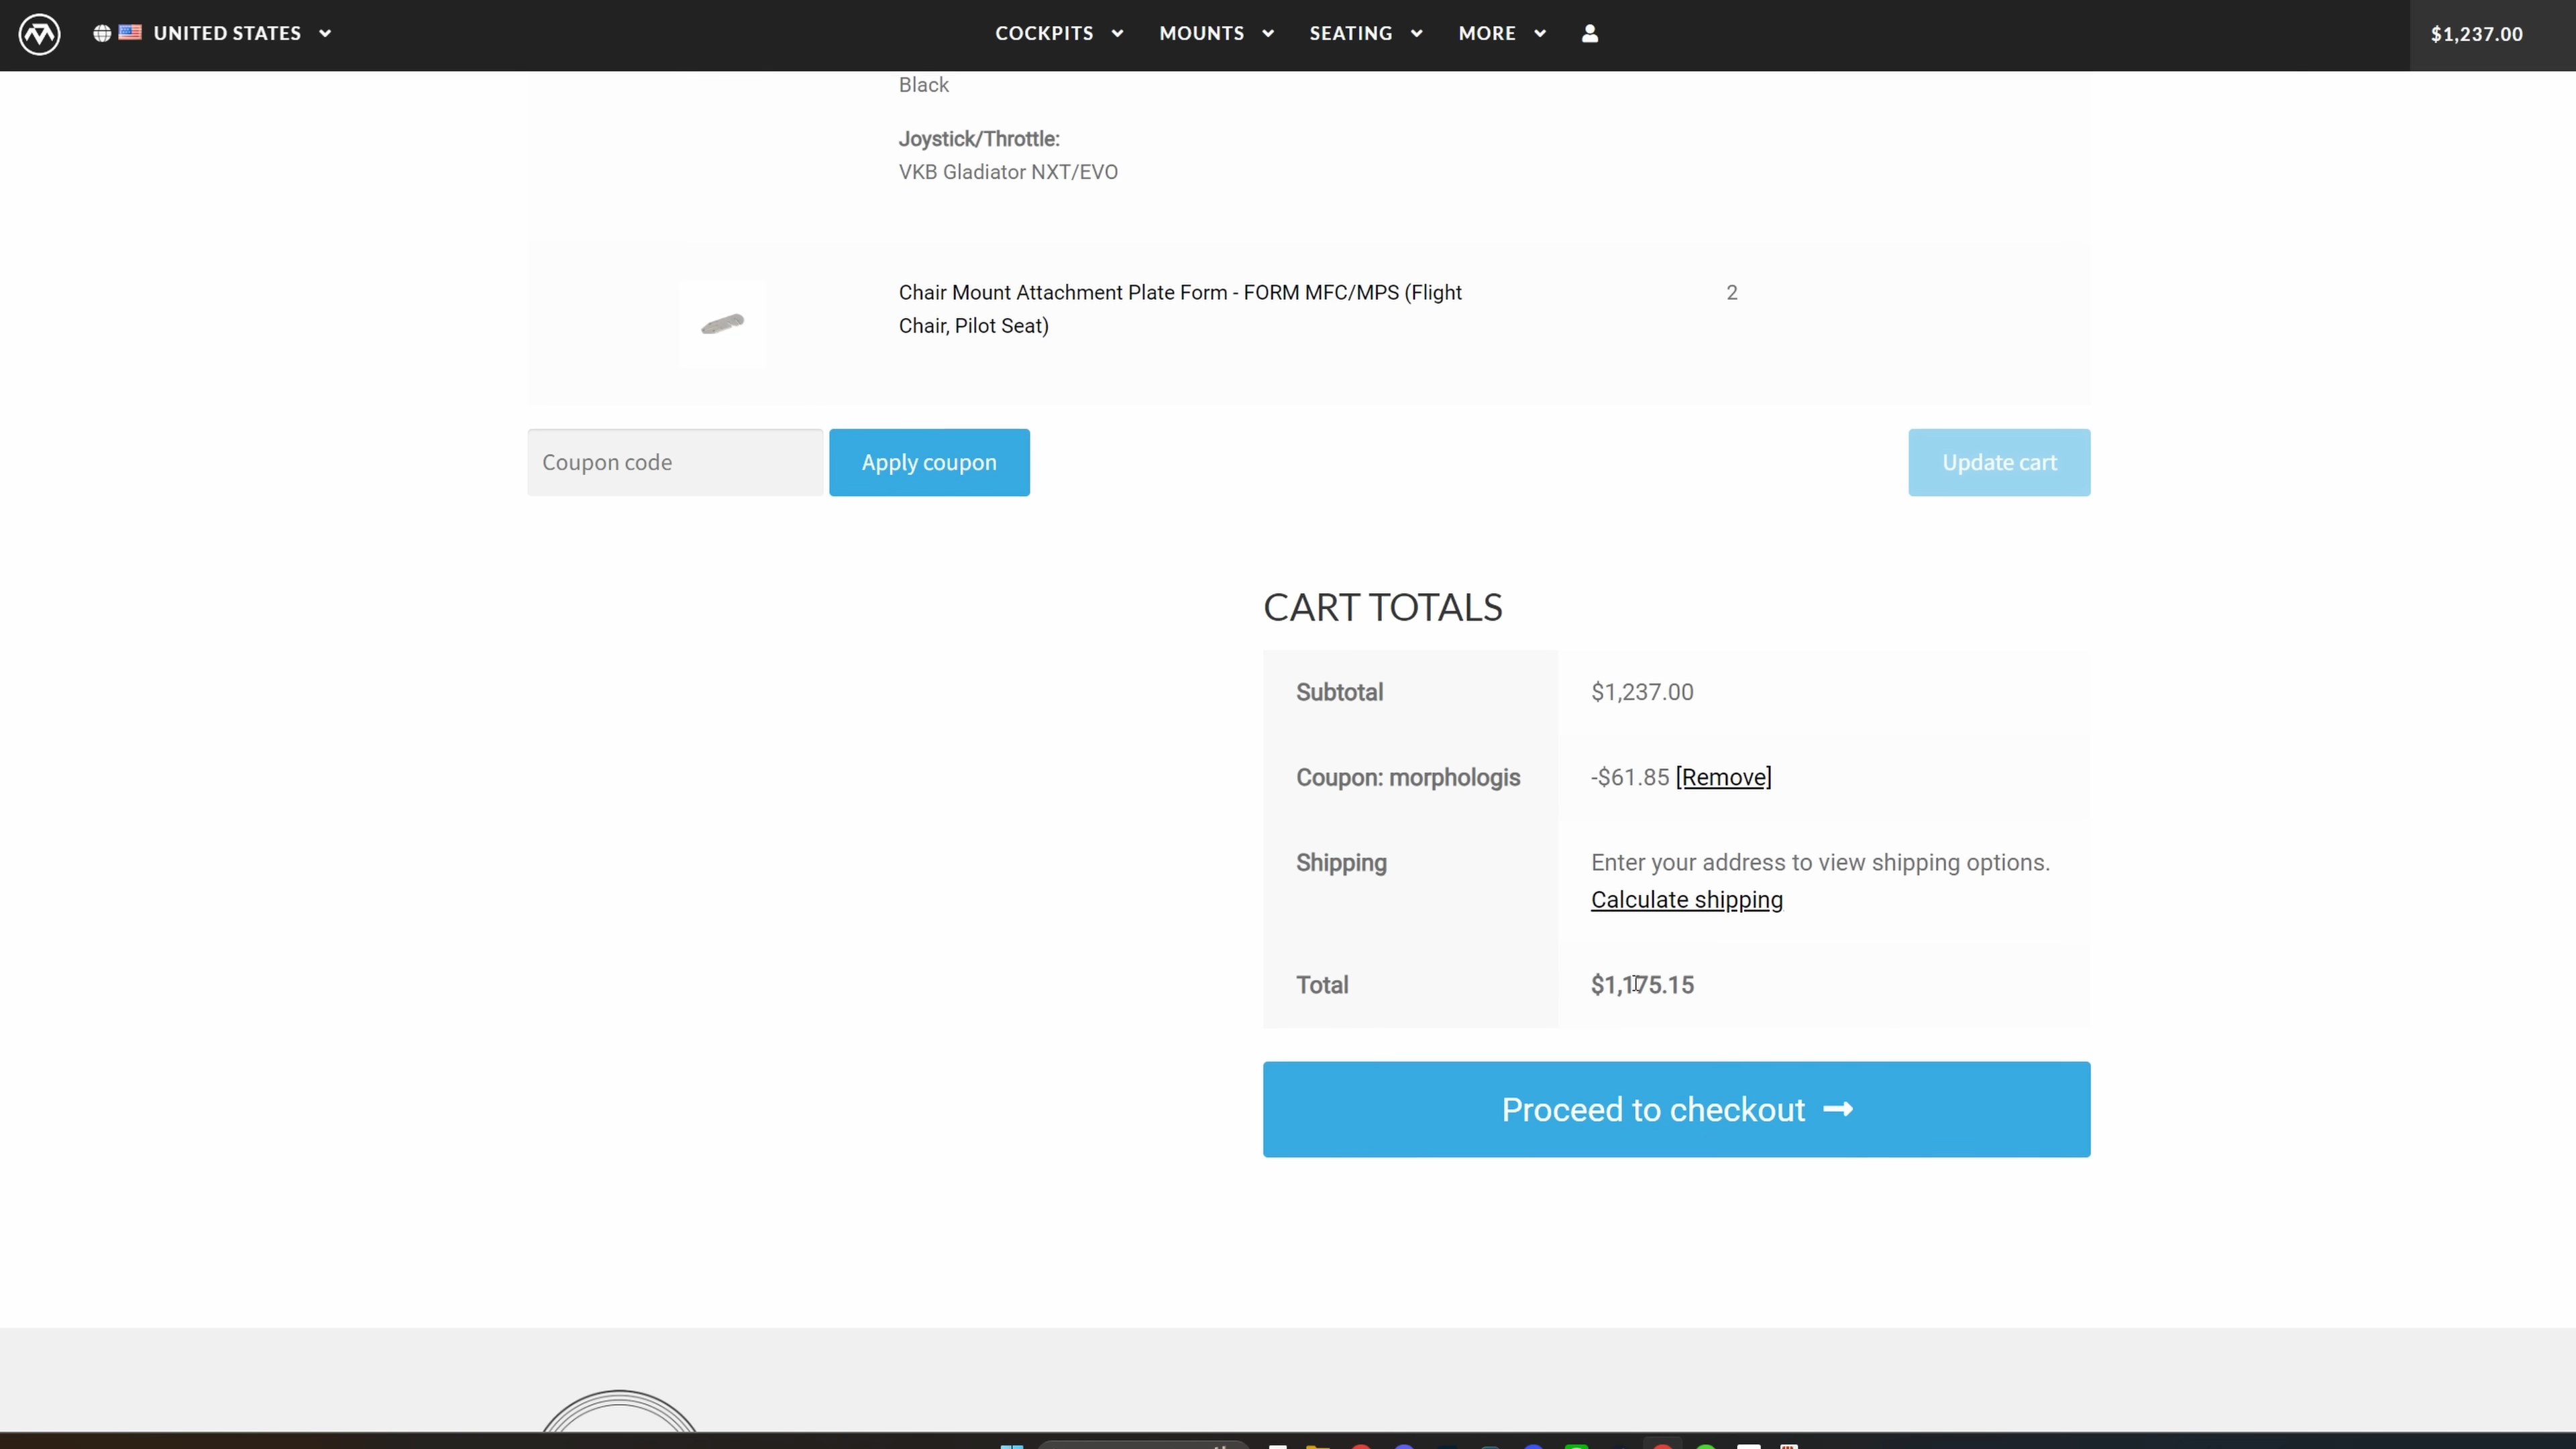 UNITED STATES COCKPITS MOUNTS SEATING MORE $1,237.00
Black
Joystick/Throttle:
VKB Gladiator NXT/EVO
Chair Mount Attachment Plate Form - FORM MFC/MPS (Flight 2
Chair, Pilot Seat)
Coupon code Apply coupon Update cart
CART TOTALS
Subtotal $1,237.00
Coupon: morphologis -$61.85 [Remove]
Shipping Enter your address to view shipping options.
Calculate shipping
Total $1,175.15
Proceed to checkout